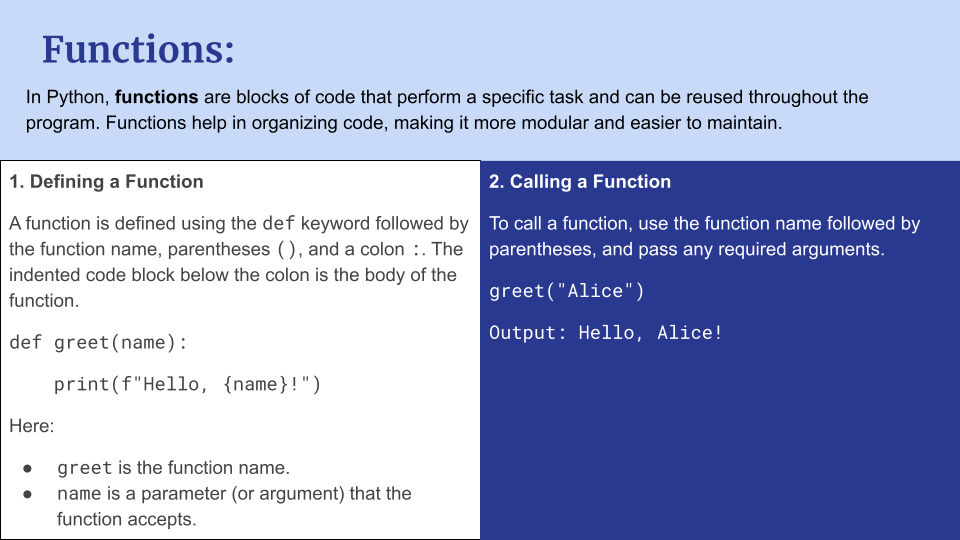 Functions:
In Python, functions are blocks of code that perform a specific task and can be reused throughout the
program. Functions help in organizing code, making it more modular and easier to maintain.
1. Defining a Function
A function is defined using the def keyword followed by
the function name, parentheses (), and a colon :. The
indented code block below the colon is the body of the
function.
def greet(name):
    print(f"Hello, {name}!")
Here:
● greet is the function name.
● name is a parameter (or argument) that the
function accepts.
2. Calling a Function
To call a function, use the function name followed by
parentheses, and pass any required arguments.
greet("Alice")
Output: Hello, Alice!